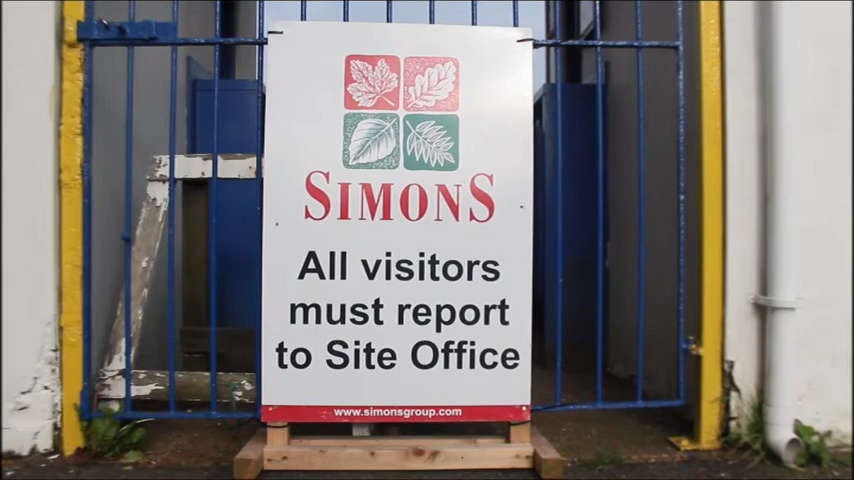 SIMONS
All visitors
must report
to Site Office
www.simonsgroup.com